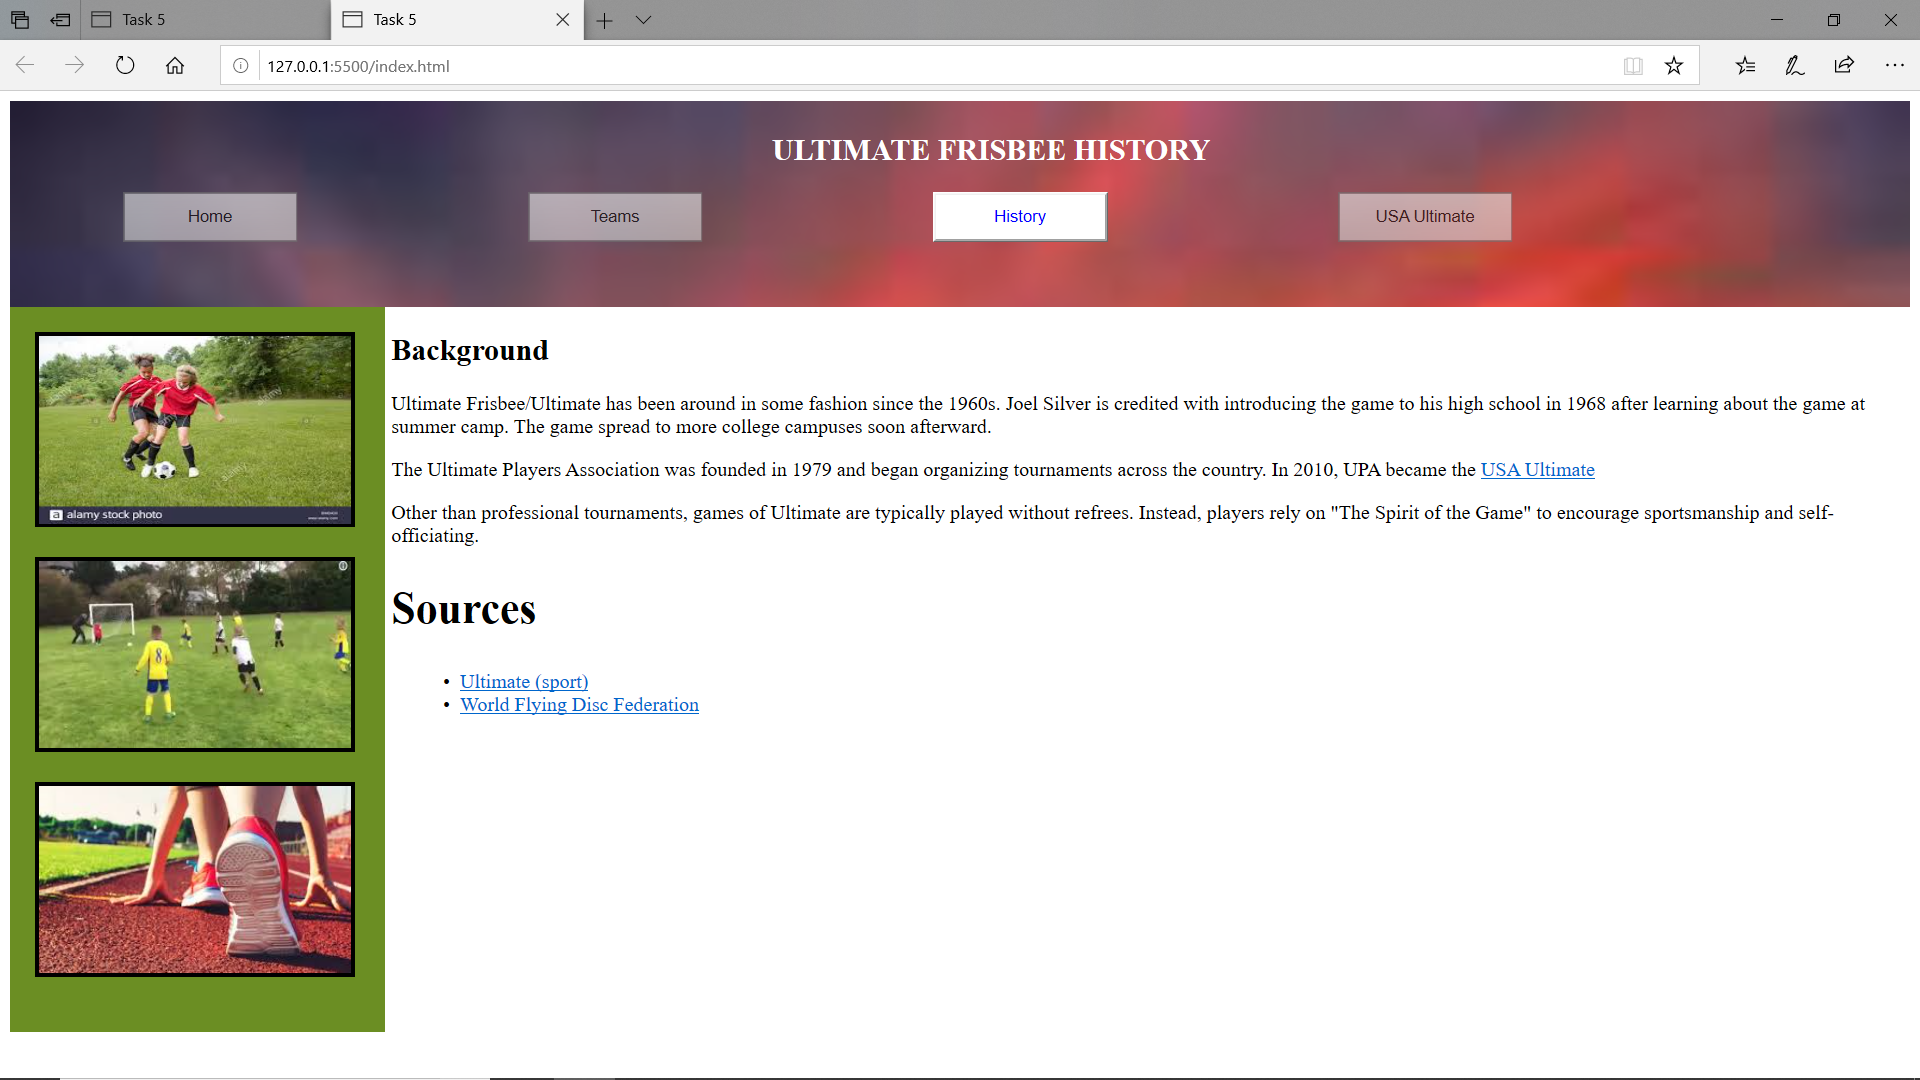 Task 5
Task 5
127.0.0.1:5500/index.html
ULTIMATE FRISBEE HISTORY
Home
Teams
History
USA Ultimate
alamy
alamy
a alamy stock photo
8
Background
Ultimate Frisbee/Ultimate has been around in some fashion since the 1960s. Joel Silver is credited with introducing the game to his high school in 1968 after learning about the game at
summer camp. The game spread to more college campuses soon afterward.
The Ultimate Players Association was founded in 1979 and began organizing tournaments across the country. In 2010, UPA became the USA Ultimate
Other than professional tournaments, games of Ultimate are typically played without refrees. Instead, players rely on "The Spirit of the Game" to encourage sportsmanship and self-
officiating.
Sources
• Ultimate (sport)
• World Flying Disc Federation